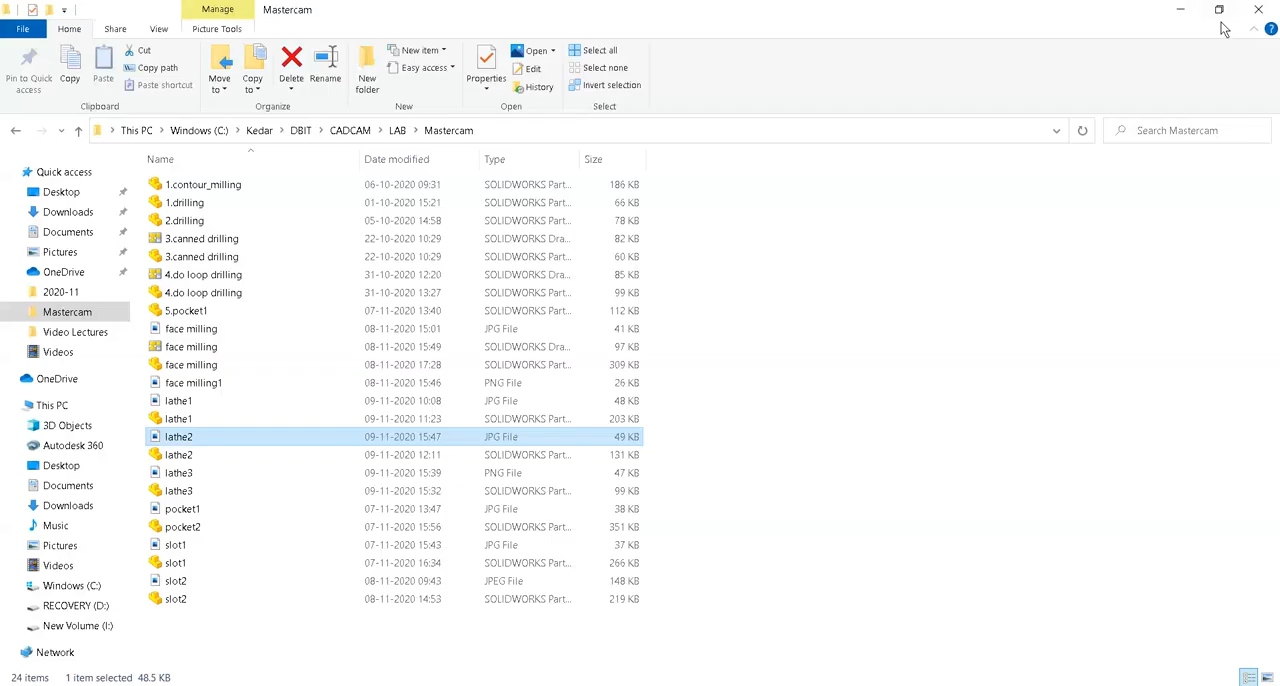 Manage
Mastercam
File
Home
Share
View
Picture Tools
Pin to Quick access
Copy
Paste
Cut
Copy path
Paste shortcut
Clipboard
Move to
Copy to
Delete
Rename
Organize
New folder
New item
Easy access
New
Properties
Open
Edit
History
Open
Select all
Select none
Invert selection
Select
This PC > Windows (C:) > Kedar > DBIT > CADCAM > LAB > Mastercam
Search Mastercam
Name Date modified Type Size
Quick access
Desktop
Downloads
Documents
Pictures
OneDrive
2020-11
Mastercam
Video Lectures
Videos
OneDrive
This PC
3D Objects
Autodesk 360
Desktop
Documents
Downloads
Music
Pictures
Videos
Windows (C:)
RECOVERY (D:)
New Volume (I:)
Network
1.contour_milling 06-10-2020 09:31 SOLIDWORKS Part... 186 KB
1.drilling 01-10-2020 15:21 SOLIDWORKS Part... 66 KB
2.drilling 05-10-2020 14:58 SOLIDWORKS Part... 78 KB
3.canned drilling 22-10-2020 10:29 SOLIDWORKS Dra... 82 KB
3.canned drilling 22-10-2020 10:29 SOLIDWORKS Part... 60 KB
4.do loop drilling 31-10-2020 12:20 SOLIDWORKS Dra... 85 KB
4.do loop drilling 31-10-2020 13:27 SOLIDWORKS Part... 99 KB
5.pocket1 07-11-2020 13:40 SOLIDWORKS Part... 112 KB
face milling 08-11-2020 15:01 JPG File 41 KB
face milling 08-11-2020 15:49 SOLIDWORKS Dra... 97 KB
face milling 08-11-2020 17:28 SOLIDWORKS Part... 309 KB
face milling1 08-11-2020 15:46 PNG File 26 KB
lathe1 09-11-2020 10:08 JPG File 48 KB
lathe1 09-11-2020 11:23 SOLIDWORKS Part... 203 KB
lathe2 09-11-2020 15:47 JPG File 49 KB
lathe2 09-11-2020 12:11 SOLIDWORKS Part... 131 KB
lathe3 09-11-2020 15:39 PNG File 47 KB
lathe3 09-11-2020 15:32 SOLIDWORKS Part... 99 KB
pocket1 07-11-2020 13:47 JPG File 38 KB
pocket2 07-11-2020 15:56 SOLIDWORKS Part... 351 KB
slot1 07-11-2020 15:43 JPG File 37 KB
slot1 07-11-2020 16:34 SOLIDWORKS Part... 266 KB
slot2 08-11-2020 09:43 JPEG File 148 KB
slot2 08-11-2020 14:53 SOLIDWORKS Part... 219 KB
24 items 1 item selected 48.5 KB